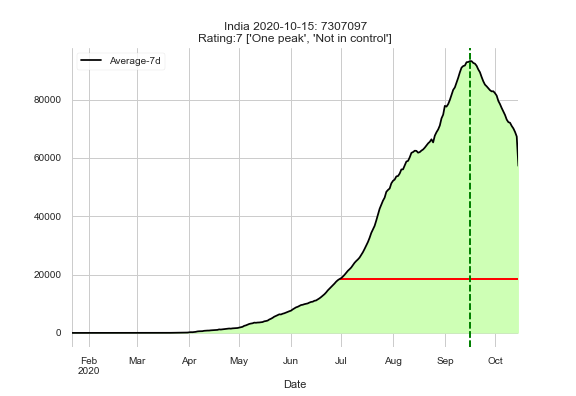 India 2020-10-15: 7307097
Rating:7 ['One peak', 'Not in control']
Average-7d
80000
60000
40000
20000
0
Feb Mar Apr May Jun Jul Aug Sep Oct
2020
Date